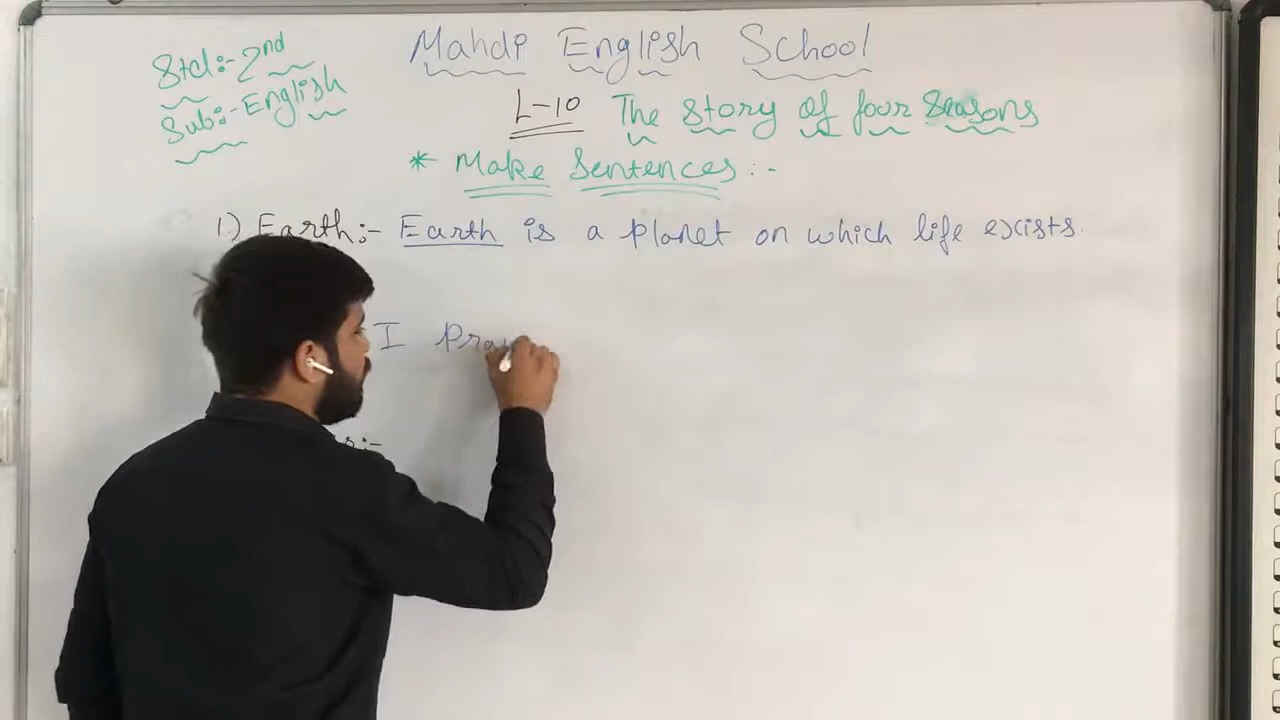 Mahdi English School
Std:- 2nd
Sub:- English
L-10 The Story of four Seasons
* Make Sentences :-
1.) Earth:- Earth is a planet on which life exists.
I